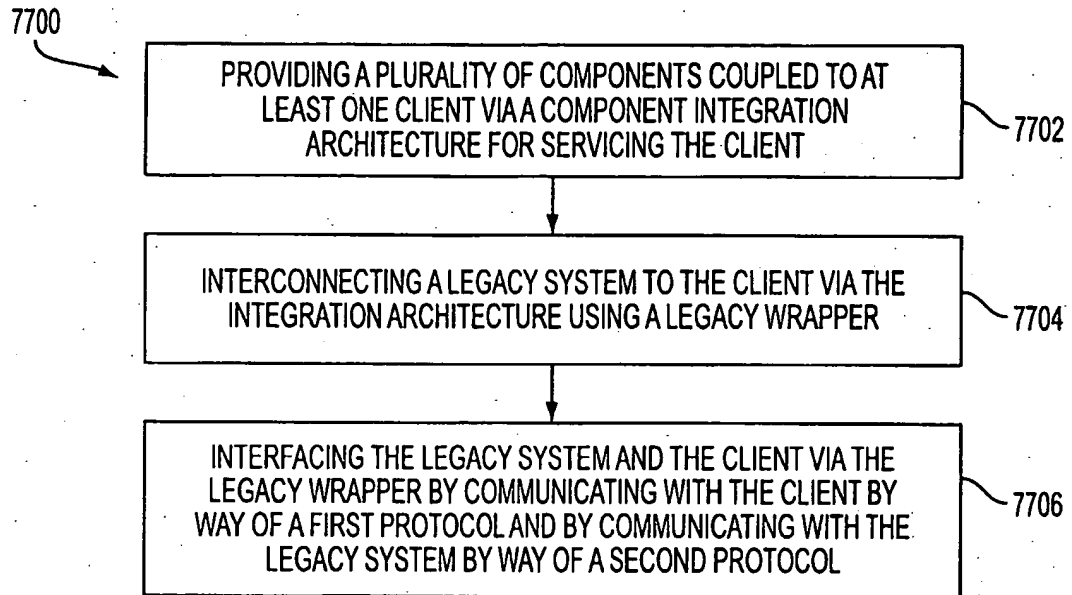 7700
PROVIDING A PLURALITY OF COMPONENTS COUPLED TO AT
LEAST ONE CLIENT VIA A COMPONENT INTEGRATION
ARCHITECTURE FOR SERVICING THE CLIENT
7702
INTERCONNECTING A LEGACY SYSTEM TO THE CLIENT VIA THE
INTEGRATION ARCHITECTURE USING A LEGACY WRAPPER
7704
INTERFACING THE LEGACY SYSTEM AND THE CLIENT VIA THE
LEGACY WRAPPER BY COMMUNICATING WITH THE CLIENT BY
WAY OF A FIRST PROTOCOL AND BY COMMUNICATING WITH THE
LEGACY SYSTEM BY WAY OF A SECOND PROTOCOL
7706